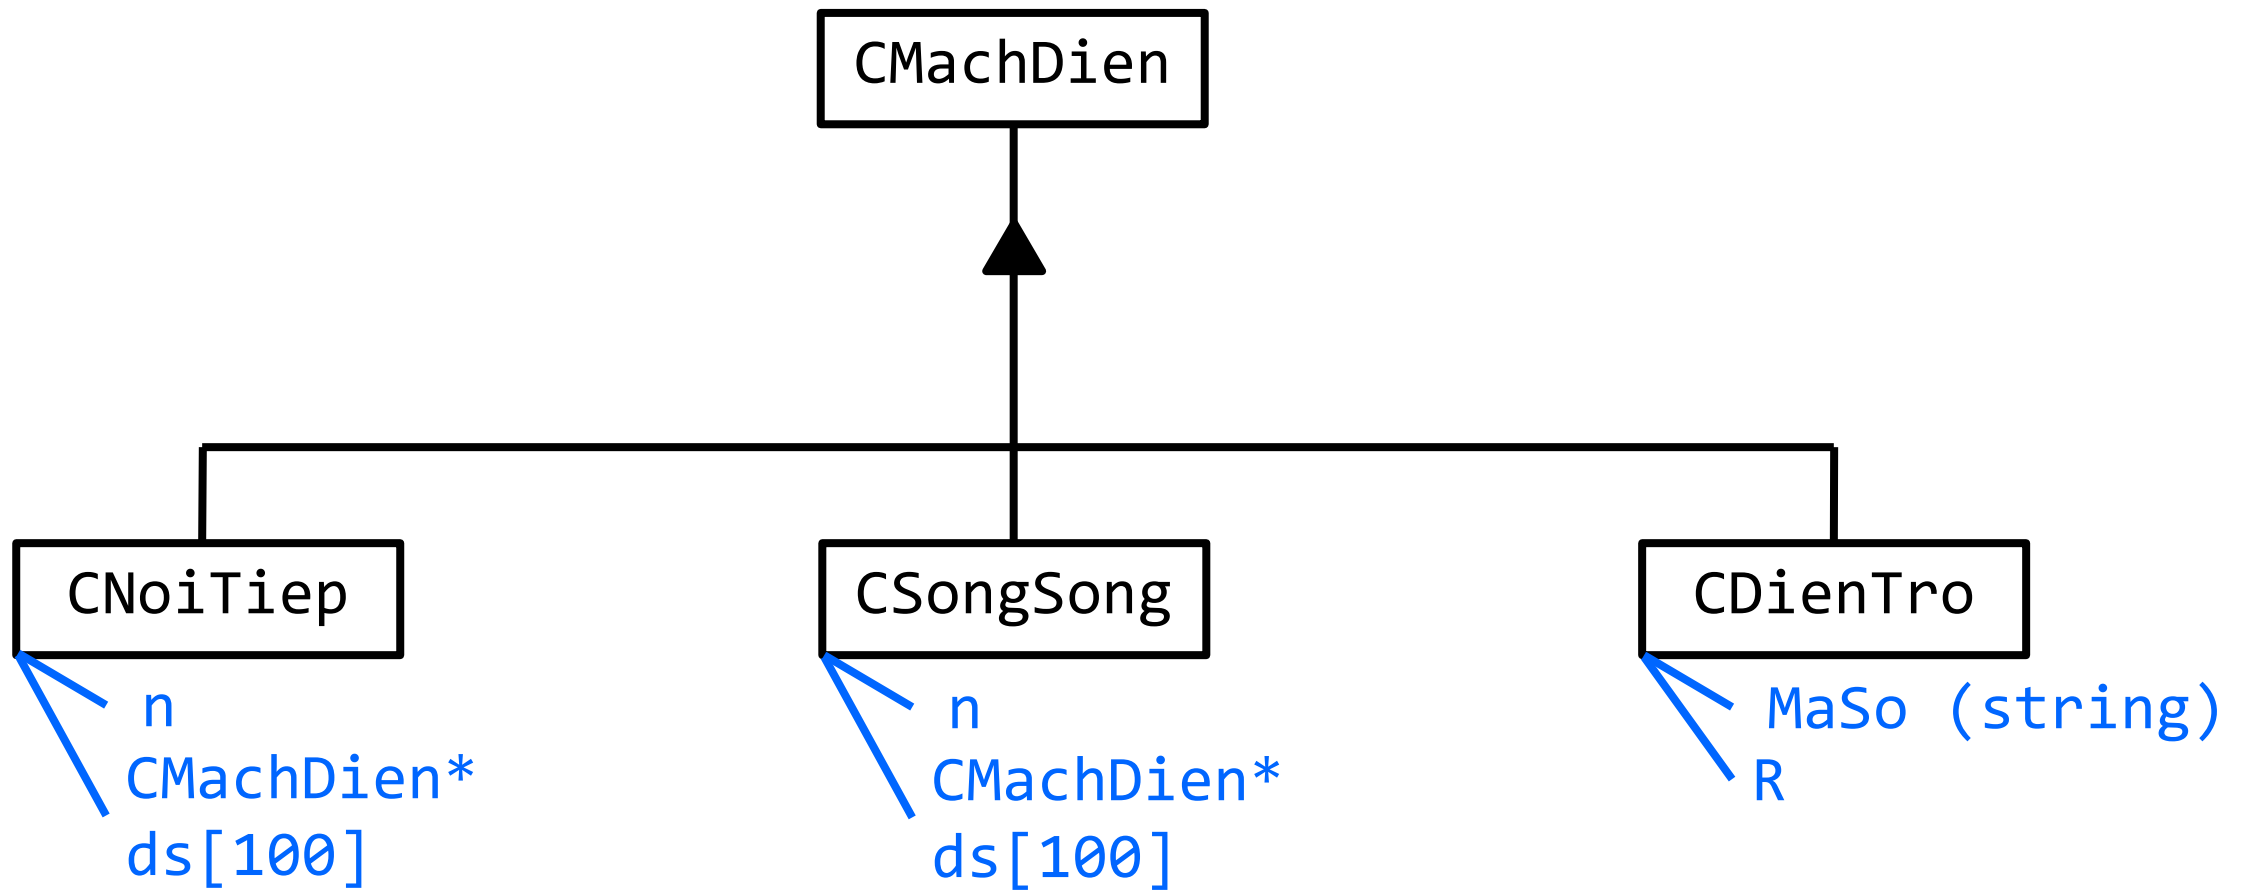 CMachDien
CNoiTiep
CSongSong
CDienTro
n
CMachDien*
ds[100]
n
CMachDien*
ds[100]
MaSo (string)
R